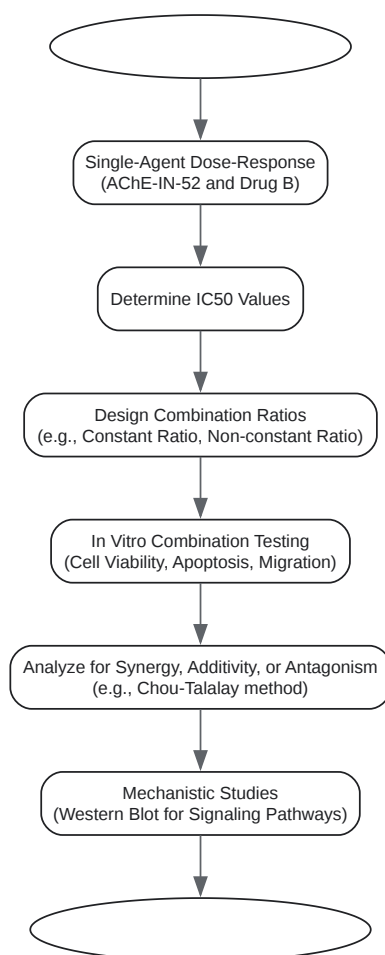 Single-Agent Dose-Response
(AChE-IN-52 and Drug B)
Determine IC50 Values
Design Combination Ratios
(e.g., Constant Ratio, Non-constant Ratio)
In Vitro Combination Testing
(Cell Viability, Apoptosis, Migration)
Analyze for Synergy, Additivity, or Antagonism
(e.g., Chou-Talalay method)
Mechanistic Studies
(Western Blot for Signaling Pathways)